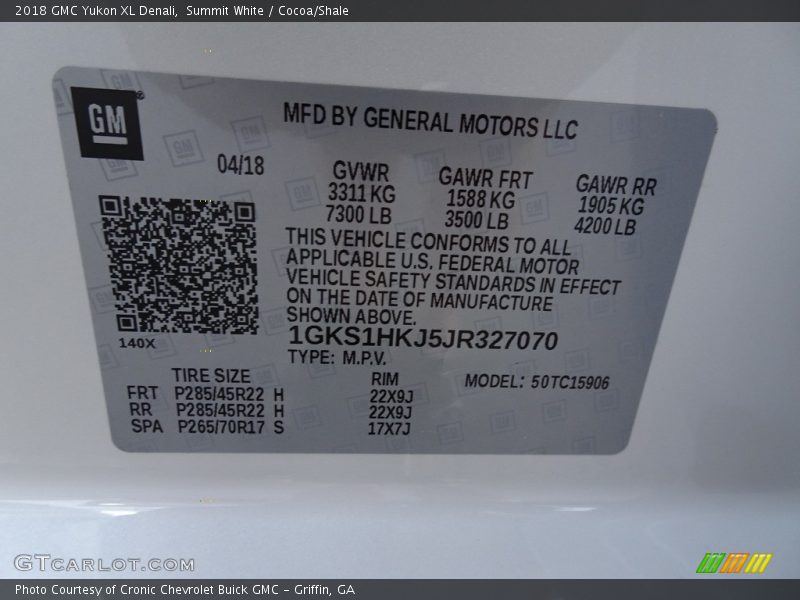 2018 GMC Yukon XL Denali, Summit White / Cocoa/Shale
GM
MFD BY GENERAL MOTORS LLC
04/18
GVWR
3311 KG
7300 LB
GAWR FRT
1588 KG
3500 LB
GAWR RR
1905 KG
4200 LB
THIS VEHICLE CONFORMS TO ALL
APPLICABLE U.S. FEDERAL MOTOR
VEHICLE SAFETY STANDARDS IN EFFECT
ON THE DATE OF MANUFACTURE
SHOWN ABOVE.
1GKS1HKJ5JR327070
TYPE: M.P.V.
140X
TIRE SIZE RIM MODEL: 50TC15906
FRT P285/45R22 H 22X9J
RR P285/45R22 H 22X9J
SPA P265/70R17 S 17X7J
GTCARLOT.COM
Photo Courtesy of Cronic Chevrolet Buick GMC – Griffin, GA